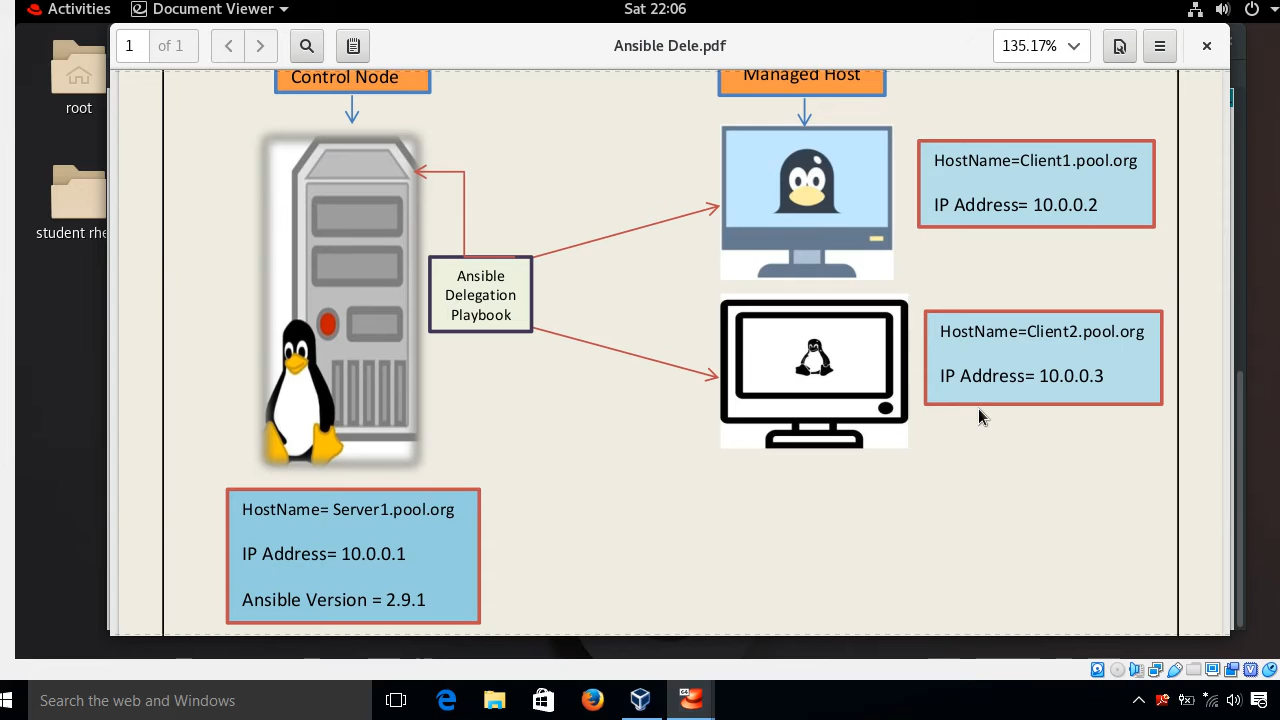 Activities
Document Viewer
Sat 22:06
1
of 1
Ansible Dele.pdf
135.17%
root
student rhe
Control Node
Managed Host
HostName=Client1.pool.org
IP Address= 10.0.0.2
Ansible
Delegation
Playbook
HostName=Client2.pool.org
IP Address= 10.0.0.3
HostName= Server1.pool.org
IP Address= 10.0.0.1
Ansible Version = 2.9.1
Search the web and Windows